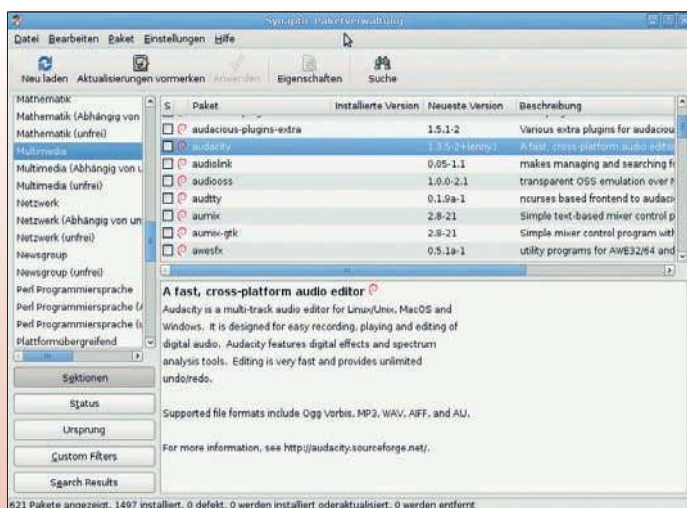 Synaptic Paketverwaltung
Datei Bearbeiten Paket Einstellungen Hilfe
Neu laden Aktualisierungen vormerken Anwenden Eigenschaften Suche
S Paket Installierte Version Neueste Version Beschreibung
Mathematik
Mathematik (Abhängig von
Mathematik (unfrei)
Multimedia
Multimedia (Abhängig von u
Multimedia (unfrei)
Netzwerk
Netzwerk (Abhängig von un
Netzwerk (unfrei)
Newsgroup
Newsgroup (unfrei)
Perl Programmiersprache
Perl Programmiersprache (A
Perl Programmiersprache (u
Plattformübergreifend
audacious-plugins-extra 1.5.1-2 Various extra plugins for audaciou
audacity 1.3.5-2+lenny1 A fast, cross-platform audio editor
audiolink 0.05-1.1 makes managing and searching fo
audiooss 1.0.0-2.1 transparent OSS emulation over
audtty 0.1.9a-1 ncurses based frontend to audaci
aumix 2.8-21 Simple text-based mixer control p
aumix-gtk 2.8-21 Simple mixer control program with
awesfx 0.5.1a-1 utility programs for AWE32/64 and
Sektionen
Status
Ursprung
Custom Filters
Search Results
A fast, cross-platform audio editor
Audacity is a multi-track audio editor for Linux/Unix, MacOS and
Windows. It is designed for easy recording, playing and editing of
digital audio. Audacity features digital effects and spectrum
analysis tools. Editing is very fast and provides unlimited
undo/redo.
Supported file formats include Ogg Vorbis, MP3, WAV, AIFF, and AU.
For more information, see http://audacity.sourceforge.net/.
621 Pakete angezeigt, 1497 installiert, 0 defekt, 0 werden installiert oderaktualisiert, 0 werden entfernt